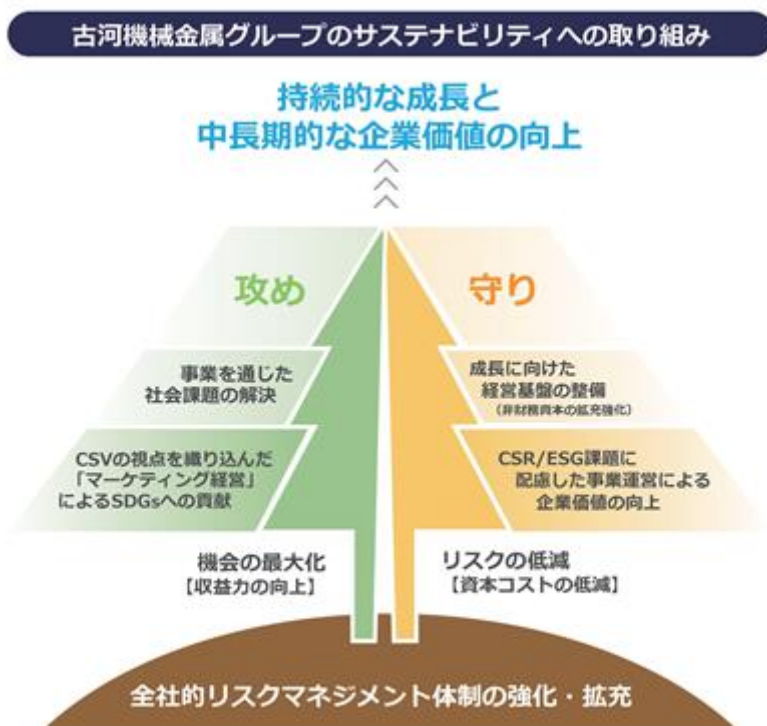 古河機械金属グループのサステナビリティへの取り組み
持続的な成長と
中長期的な企業価値の向上
攻め
守り
事業を通じた
社会課題の解決
成長に向けた
経営基盤の整備
(非財務資本の拡充強化)
CSVの視点を織り込んだ
「マーケティング経営」
によるSDGsへの貢献
CSR/ESG課題に
配慮した事業運営による
企業価値の向上
機会の最大化
【収益力の向上】
リスクの低減
【資本コストの低減】
全社的リスクマネジメント体制の強化・拡充